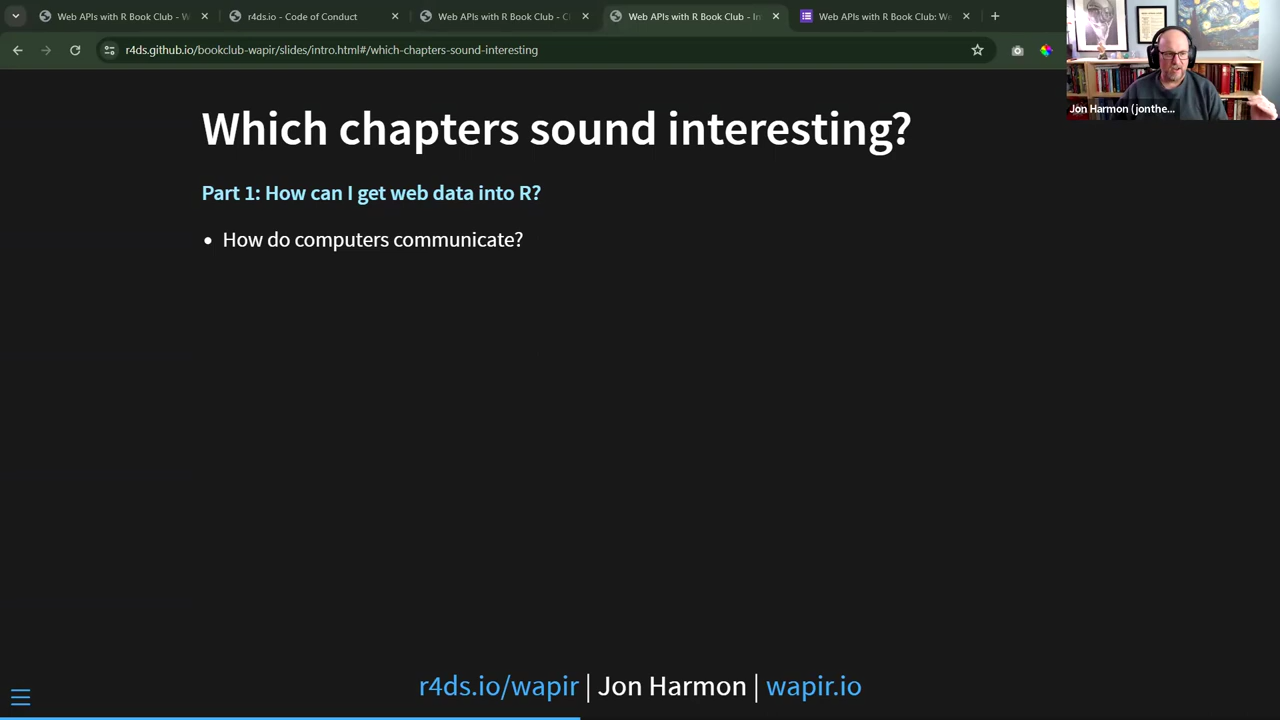 Web APIs with R Book Club - W
r4ds.io - Code of Conduct
Web APIs with R Book Club - C
Web APIs with R Book Club - In
Web APIs with R Book Club: We
r4ds.github.io/bookclub-wapir/slides/intro.html#/which-chapters-sound-interesting
Jon Harmon (jonthe...
Which chapters sound interesting?
Part 1: How can I get web data into R?
• How do computers communicate?
r4ds.io/wapir | Jon Harmon | wapir.io